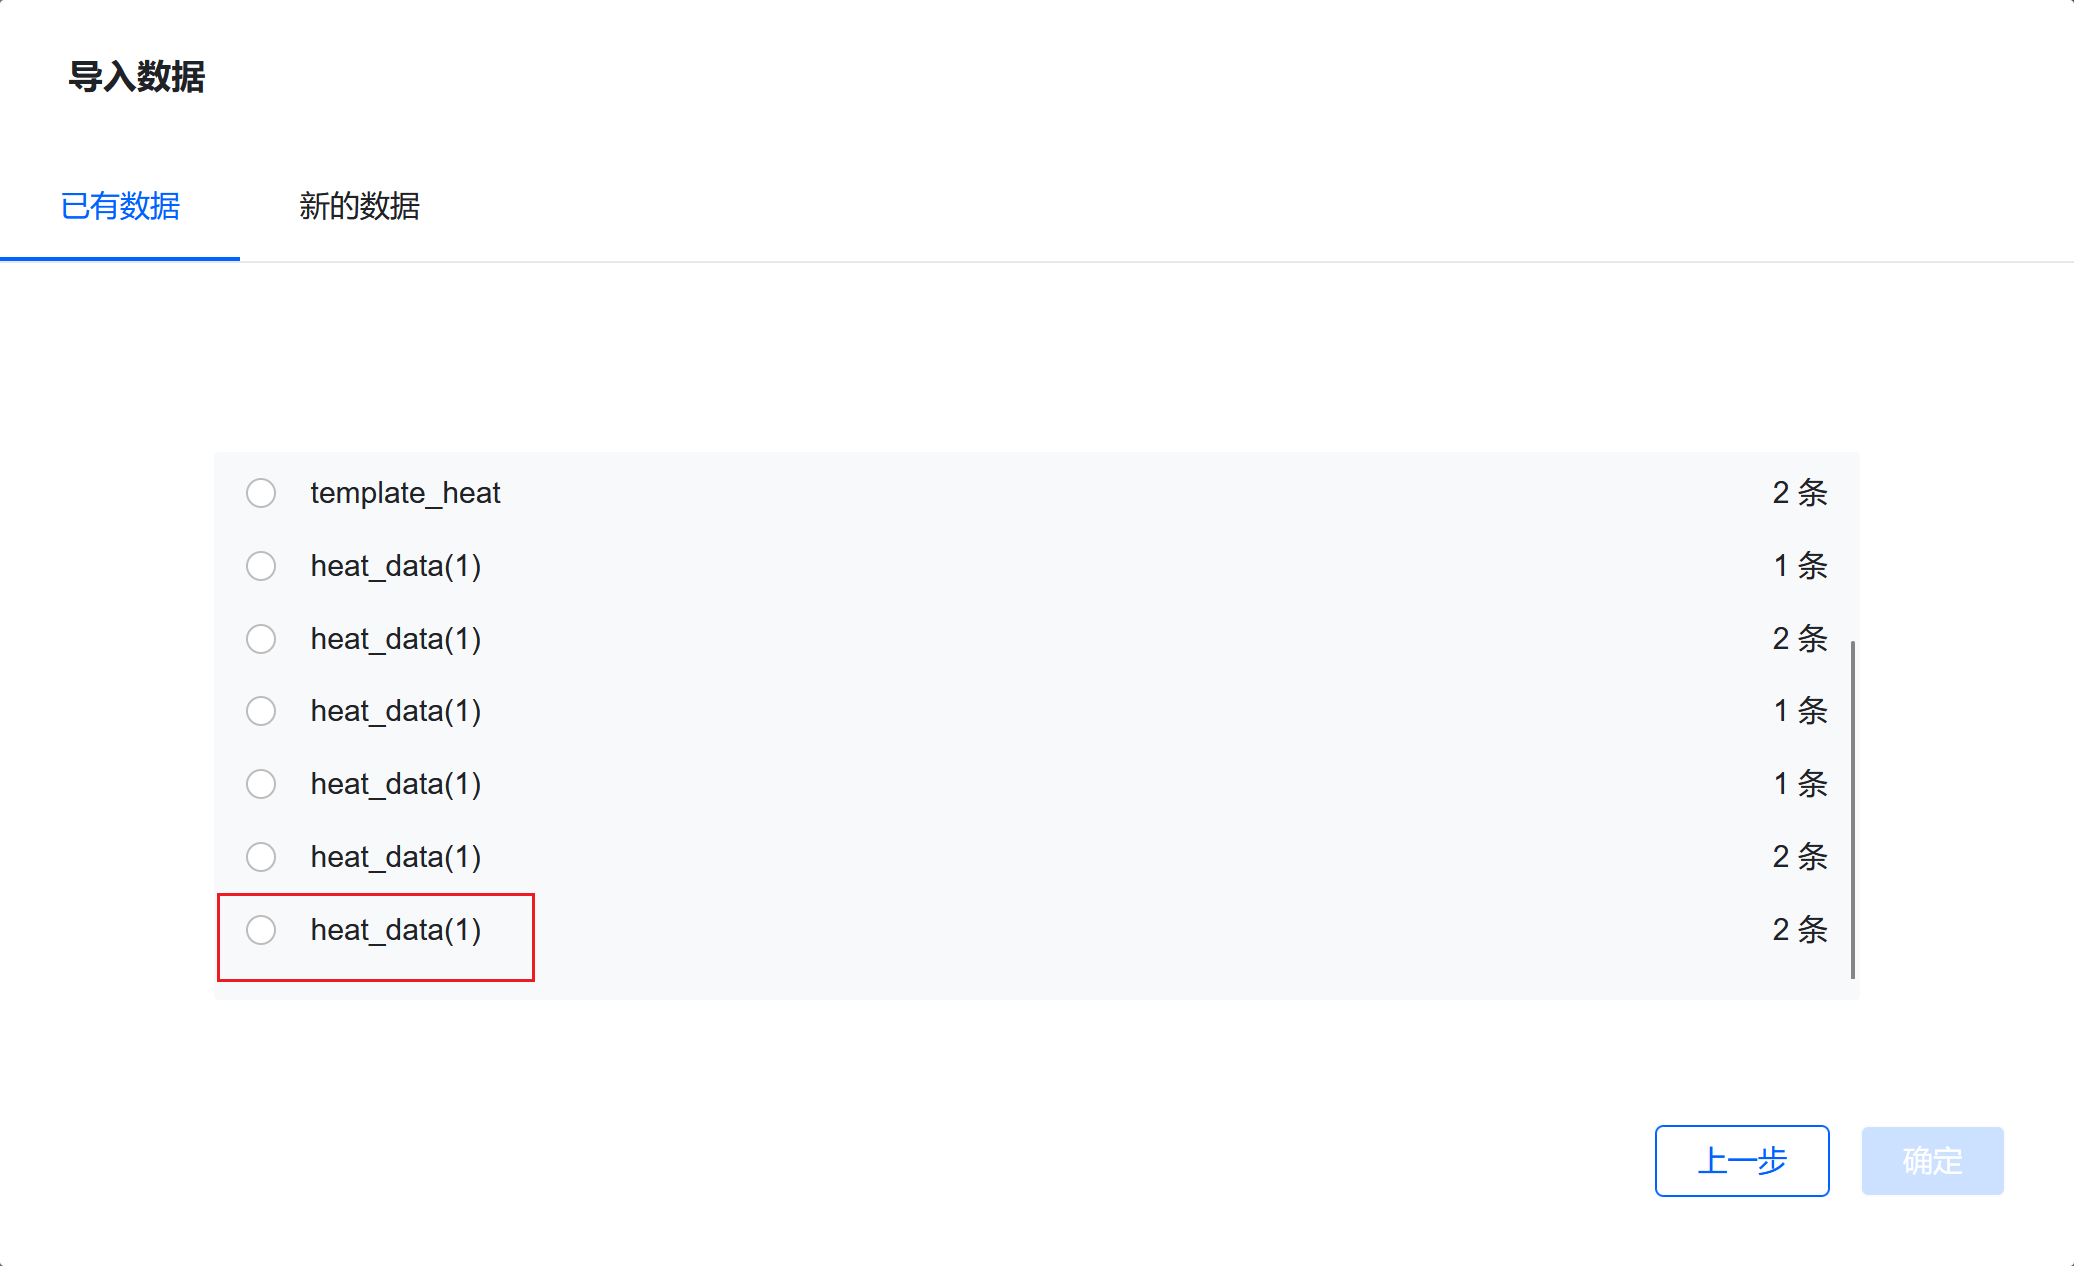 导入数据
已有数据 新的数据
template_heat 2 条
heat_data(1) 1 条
heat_data(1) 2 条
heat_data(1) 1 条
heat_data(1) 1 条
heat_data(1) 2 条
heat_data(1) 2 条
上一步 确定